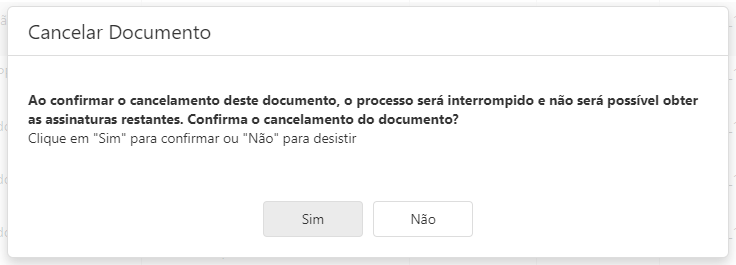 Cancelar Documento
Ao confirmar o cancelamento deste documento, o processo será interrompido e não será possível obter
as assinaturas restantes. Confirma o cancelamento do documento?
Clique em "Sim" para confirmar ou "Não" para desistir
Sim
Não